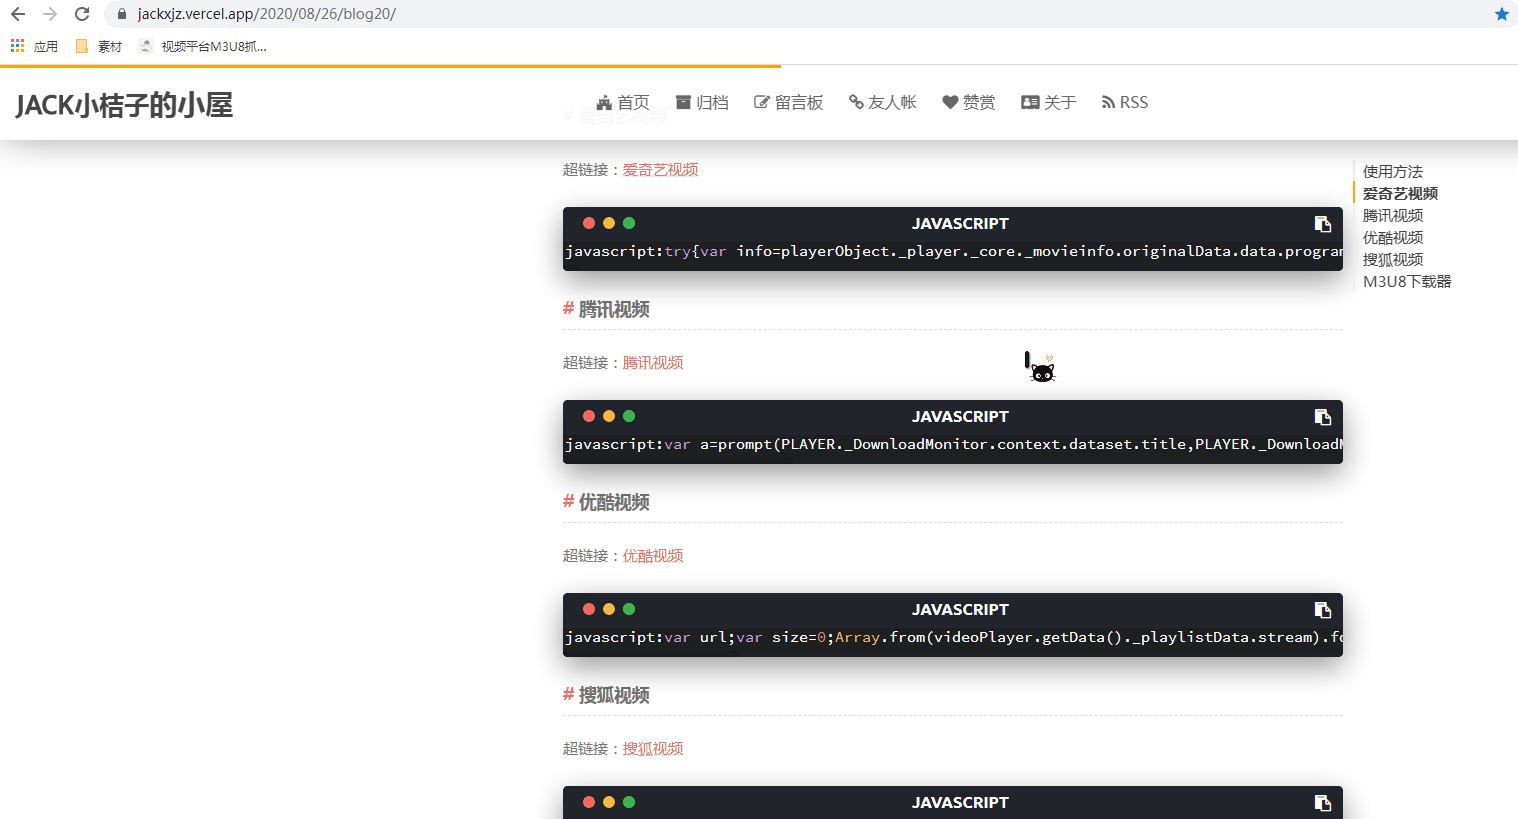 jackxjz.vercel.app/2020/08/26/blog20/
应用 素材 视频平台M3U8抓...
JACK小桔子的小屋 首页 归档 留言板 友人帐 赞赏 关于 RSS
# 爱奇艺视频
超链接：爱奇艺视频
JAVASCRIPT
javascript:try{var info=playerObject._player._core._movieinfo.originalData.data.progra
# 腾讯视频
超链接：腾讯视频
JAVASCRIPT
javascript:var a=prompt(PLAYER._DownloadMonitor.context.dataset.title,PLAYER._Download
# 优酷视频
超链接：优酷视频
JAVASCRIPT
javascript:var url;var size=0;Array.from(videoPlayer.getData()._playlistData.stream).fo
# 搜狐视频
超链接：搜狐视频
JAVASCRIPT
使用方法
爱奇艺视频
腾讯视频
优酷视频
搜狐视频
M3U8下载器